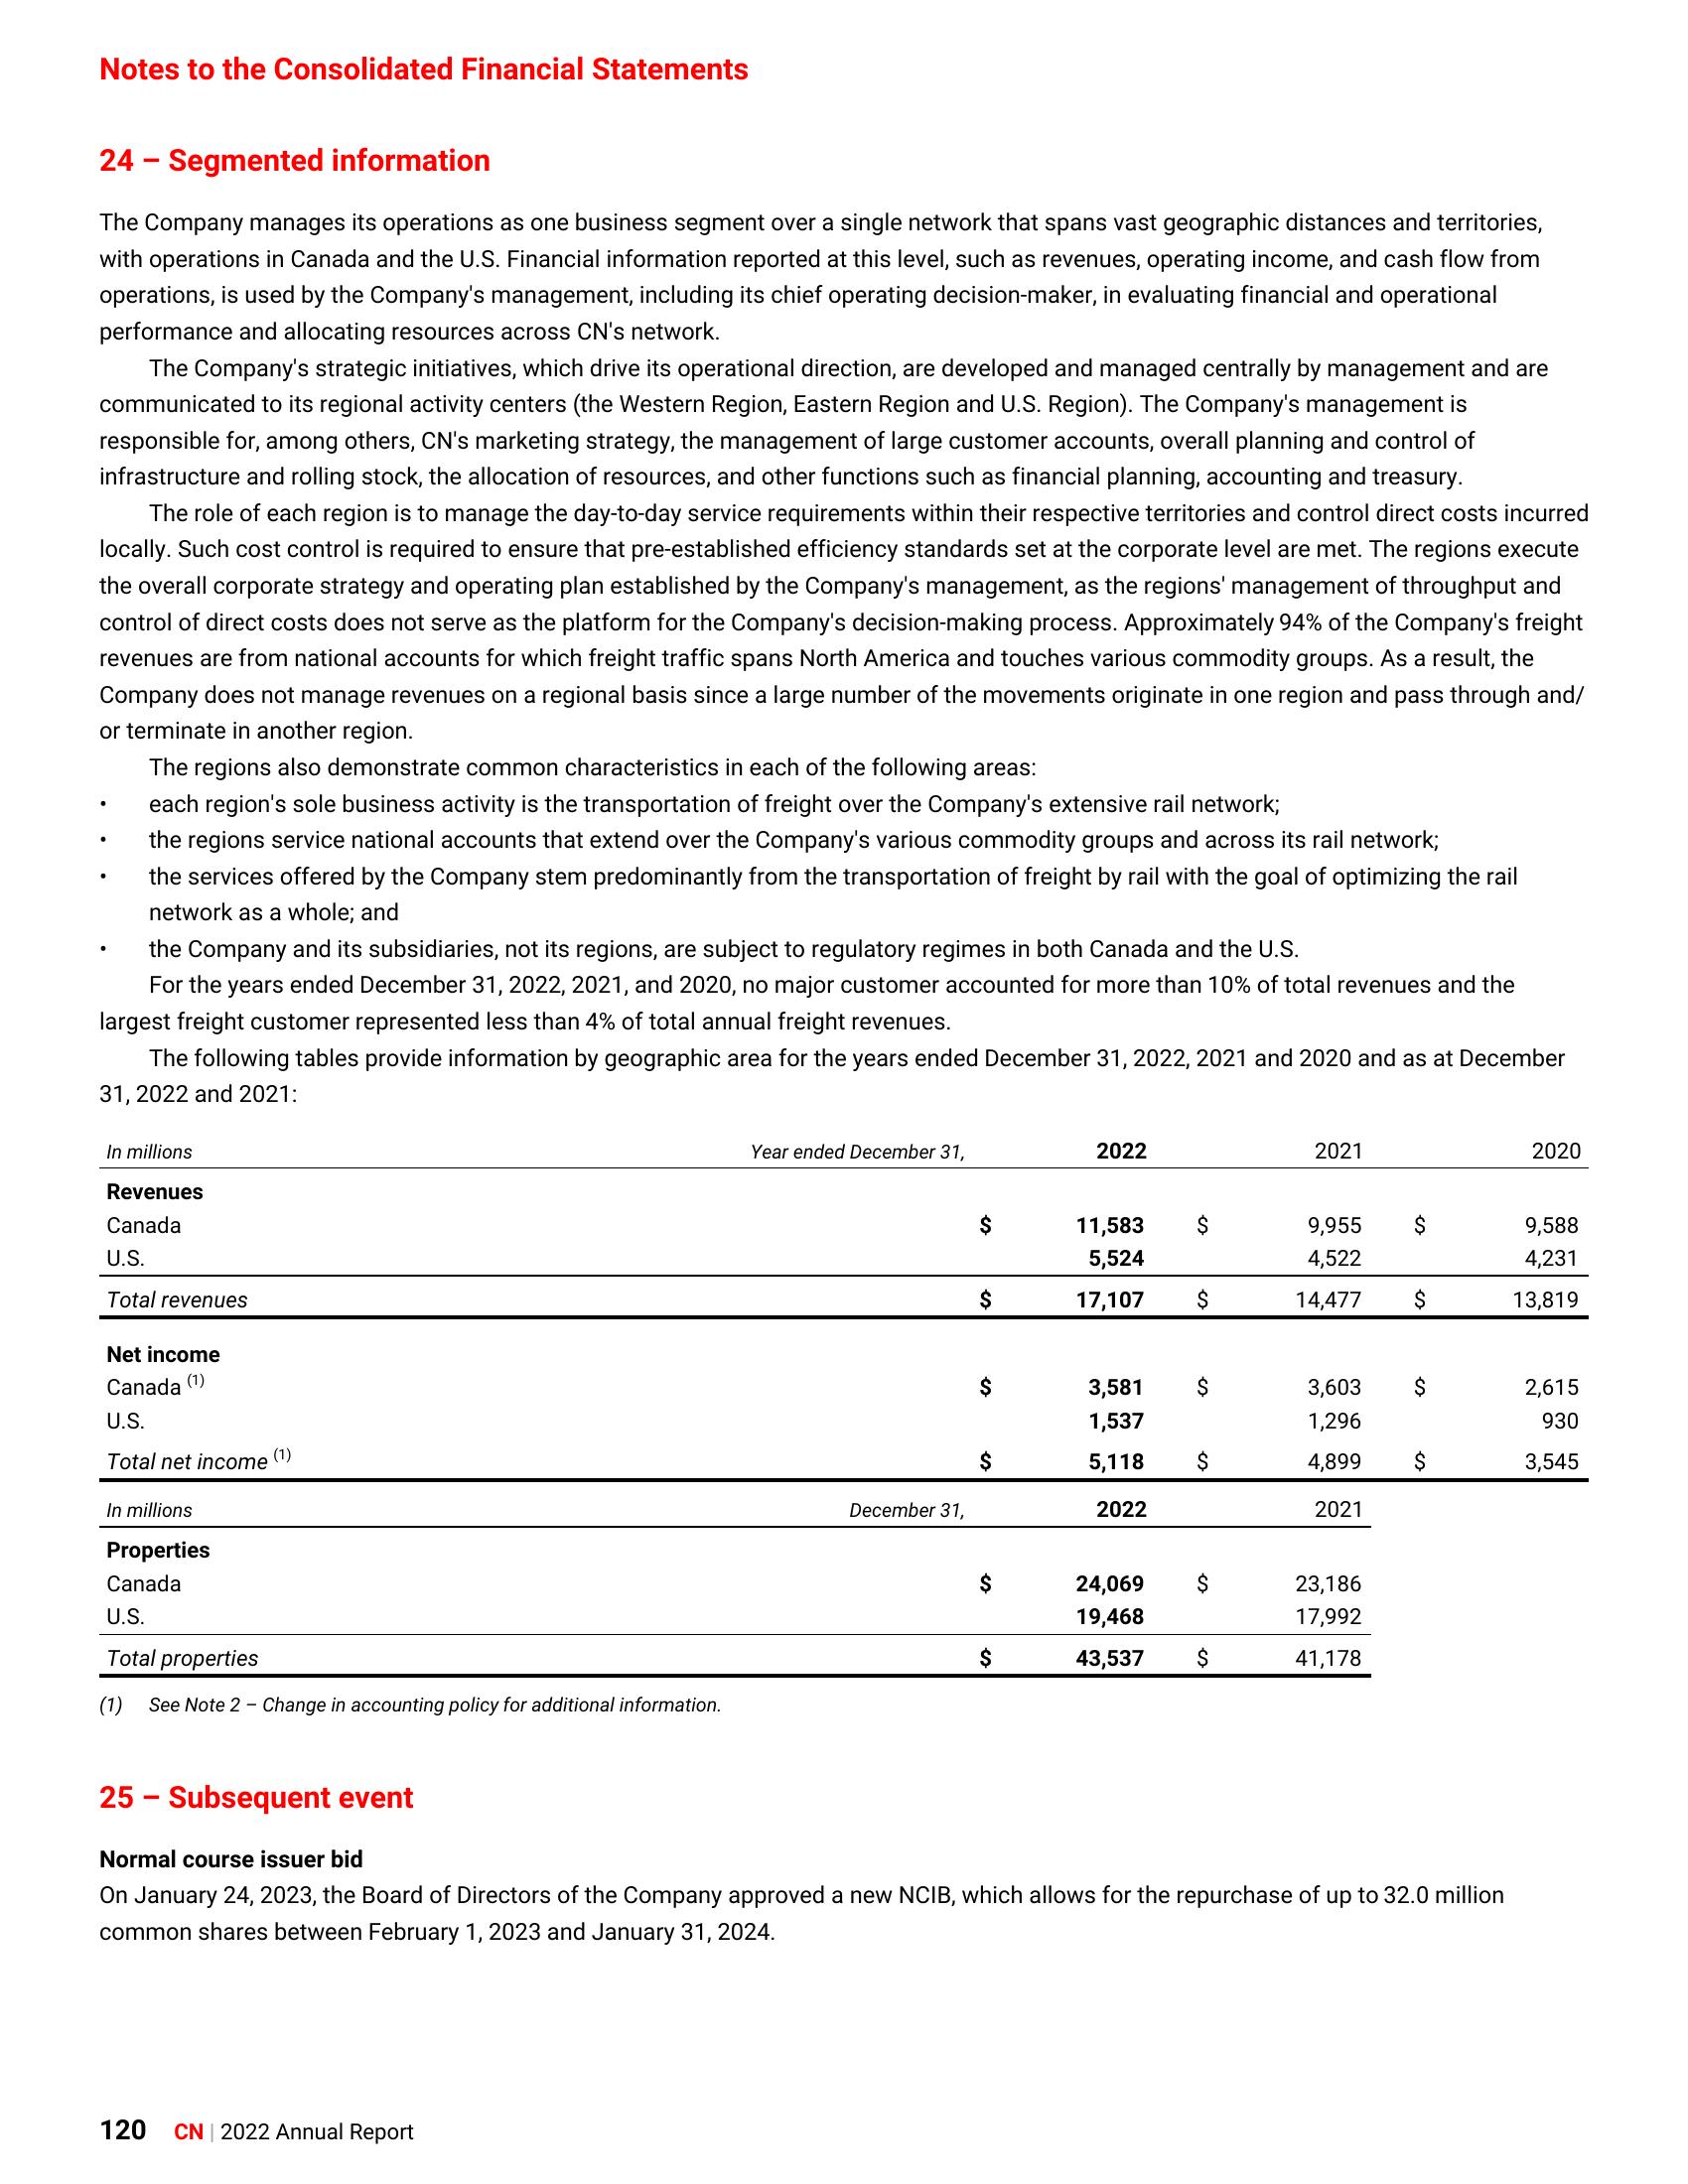 Notes to the Consolidated Financial Statements
24 – Segmented information
The Company manages its operations as one business segment over a single network that spans vast geographic distances and territories,
with operations in Canada and the U.S. Financial information reported at this level, such as revenues, operating income, and cash flow from
operations, is used by the Company's management, including its chief operating decision-maker, in evaluating financial and operational
performance and allocating resources across CN's network.
The Company's strategic initiatives, which drive its operational direction, are developed and managed centrally by management and are
communicated to its regional activity centers (the Western Region, Eastern Region and U.S. Region). The Company's management is
responsible for, among others, CN's marketing strategy, the management of large customer accounts, overall planning and control of
infrastructure and rolling stock, the allocation of resources, and other functions such as financial planning, accounting and treasury.
The role of each region is to manage the day-to-day service requirements within their respective territories and control direct costs incurred
locally. Such cost control is required to ensure that pre-established efficiency standards set at the corporate level are met. The regions execute
the overall corporate strategy and operating plan established by the Company's management, as the regions' management of throughput and
control of direct costs does not serve as the platform for the Company's decision-making process. Approximately 94% of the Company's freight
revenues are from national accounts for which freight traffic spans North America and touches various commodity groups. As a result, the
Company does not manage revenues on a regional basis since a large number of the movements originate in one region and pass through and/
or terminate in another region.
The regions also demonstrate common characteristics in each of the following areas:
• each region's sole business activity is the transportation of freight over the Company's extensive rail network;
• the regions service national accounts that extend over the Company's various commodity groups and across its rail network;
• the services offered by the Company stem predominantly from the transportation of freight by rail with the goal of optimizing the rail
network as a whole; and
• the Company and its subsidiaries, not its regions, are subject to regulatory regimes in both Canada and the U.S.
For the years ended December 31, 2022, 2021, and 2020, no major customer accounted for more than 10% of total revenues and the
largest freight customer represented less than 4% of total annual freight revenues.
The following tables provide information by geographic area for the years ended December 31, 2022, 2021 and 2020 and as at December
31, 2022 and 2021:
In millions Year ended December 31, 2022 2021 2020
Revenues
Canada $ 11,583 $ 9,955 $ 9,588
U.S. 5,524 4,522 4,231
Total revenues $ 17,107 $ 14,477 $ 13,819
Net income
Canada (1) $ 3,581 $ 3,603 $ 2,615
U.S. 1,537 1,296 930
Total net income (1) $ 5,118 $ 4,899 $ 3,545
In millions December 31, 2022 2021
Properties
Canada $ 24,069 $ 23,186
U.S. 19,468 17,992
Total properties $ 43,537 $ 41,178
(1) See Note 2 – Change in accounting policy for additional information.
25 – Subsequent event
Normal course issuer bid
On January 24, 2023, the Board of Directors of the Company approved a new NCIB, which allows for the repurchase of up to 32.0 million
common shares between February 1, 2023 and January 31, 2024.
120 CN | 2022 Annual Report